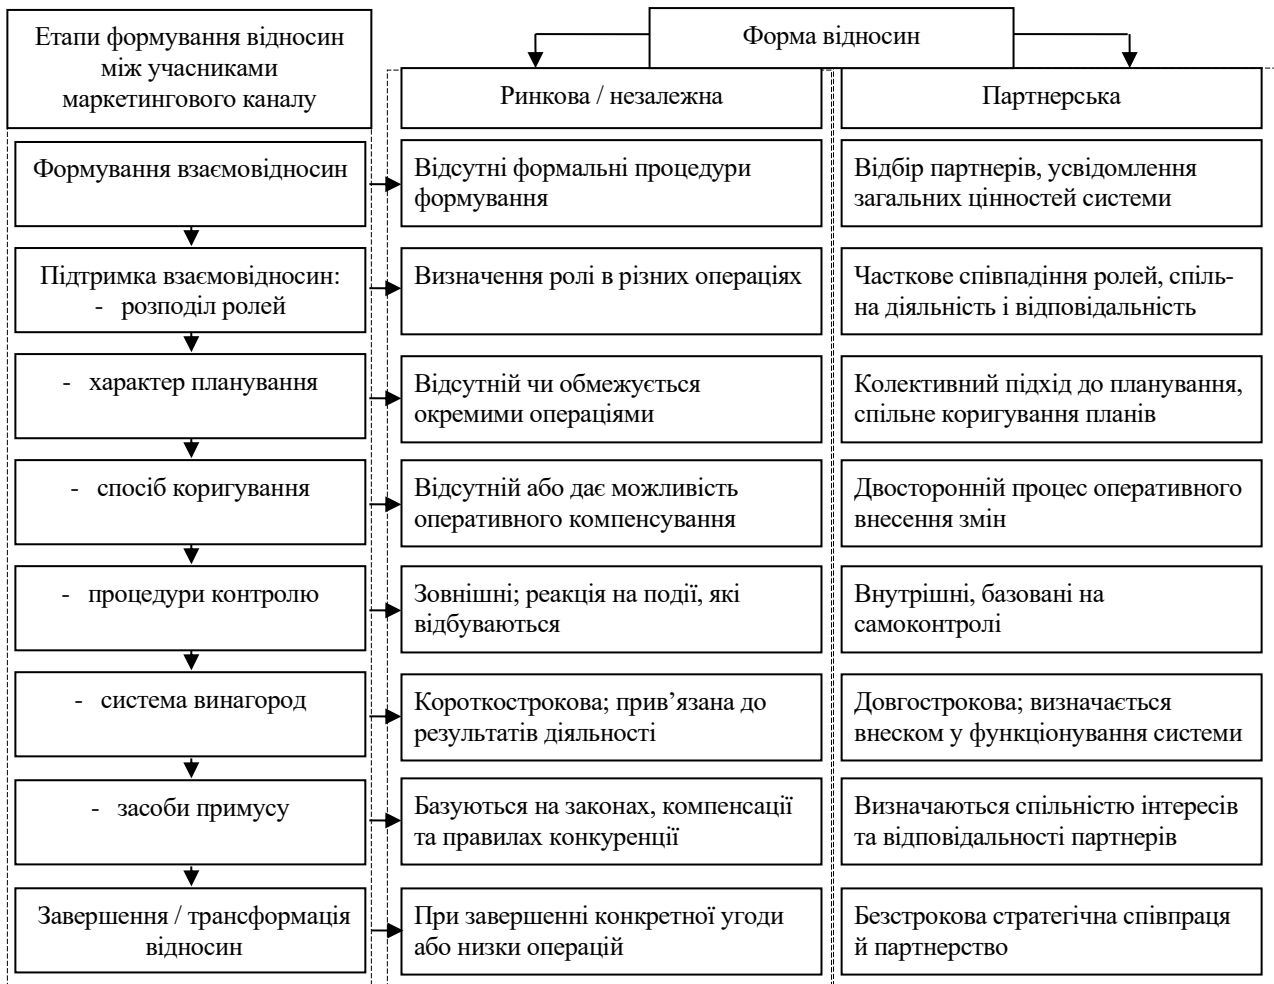 Етапи формування відносин
між учасниками
маркетингового каналу
Форма відносин
Ринкова / незалежна
Партнерська
Формування взаємовідносин
Відсутні формальні процедури
формування
Відбір партнерів, усвідомлення
загальних цінностей системи
Підтримка взаємовідносин:
- розподіл ролей
Визначення ролі в різних операціях
Часткове співпадіння ролей, спіль-
на діяльність і відповідальність
- характер планування
Відсутній чи обмежується
окремими операціями
Колективний підхід до планування,
спільне коригування планів
- спосіб коригування
Відсутній або дає можливість
оперативного компенсування
Двосторонній процес оперативного
внесення змін
- процедури контролю
Зовнішні; реакція на події, які
відбуваються
Внутрішні, базовані на
самоконтролі
- система винагород
Короткострокова; прив’язана до
результатів діяльності
Довгострокова; визначається
внеском у функціонування системи
- засоби примусу
Базуються на законах, компенсації
та правилах конкуренції
Визначаються спільністю інтересів
та відповідальності партнерів
Завершення / трансформація
відносин
При завершенні конкретної угоди
або низки операцій
Безстрокова стратегічна співпраця
й партнерство